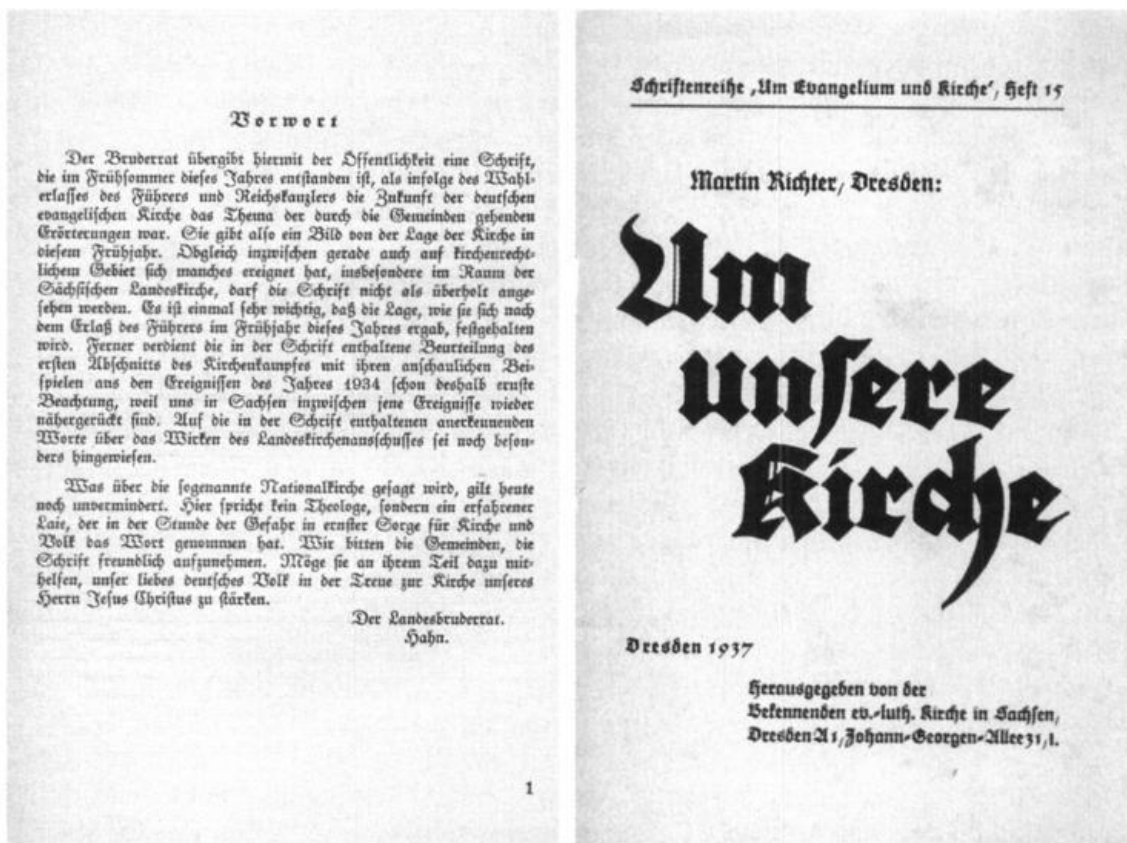 Vorwort
Der Bruderrat übergibt hiermit der Öffentlichkeit eine Schrift,
die im Frühsommer dieses Jahres entstanden ist, als infolge des Wahl-
erlasses des Führers und Reichskanzlers die Zukunft der deutschen
evangelischen Kirche das Thema der durch die Gemeinden gehenden
Erörterungen war. Sie gibt also ein Bild von der Lage der Kirche in
diesem Frühjahr. Obgleich inzwischen gerade auch auf kirchenrecht-
lichem Gebiet sich manches ereignet hat, insbesondere im Raum der
Sächsischen Landeskirche, darf die Schrift nicht als überholt ange-
sehen werden. Es ist einmal sehr wichtig, daß die Lage, wie sie sich nach
dem Erlaß des Führers im Frühjahr dieses Jahres ergab, festgehalten
wird. Ferner verdient die in der Schrift enthaltene Beurteilung des
ersten Abschnitts des Kirchenkampfes mit ihren anschaulichen Bei-
spielen aus den Ereignissen des Jahres 1934 schon deshalb ernste
Beachtung, weil uns in Sachsen inzwischen jene Ereignisse wieder
nähergerückt sind. Auf die in der Schrift enthaltenen anerkennenden
Worte über das Wirken des Landeskirchenausschusses sei noch beson-
ders hingewiesen.
Was über die sogenannte Nationalkirche gesagt wird, gilt heute
noch unvermindert. Hier spricht kein Theologe, sondern ein erfahrener
Laie, der in der Stunde der Gefahr in ernster Sorge für Kirche und
Volk das Wort genommen hat. Wir bitten die Gemeinden, die
Schrift freundlich aufzunehmen. Möge sie an ihrem Teil dazu mit-
helfen, unser liebes deutsches Volk in der Treue zur Kirche unseres
Herrn Jesus Christus zu stärken.
Der Landesbruderrat.
Hahn.
1
Schriftenreihe „Um Evangelium und Kirche“, Heft 15
Martin Richter, Dresden:
Um
unsere
Kirche
Dresden 1937
Herausgegeben von der
Bekennenden ev.-luth. Kirche in Sachsen,
Dresden A 1, Johann-Georgen-Allee 31, I.